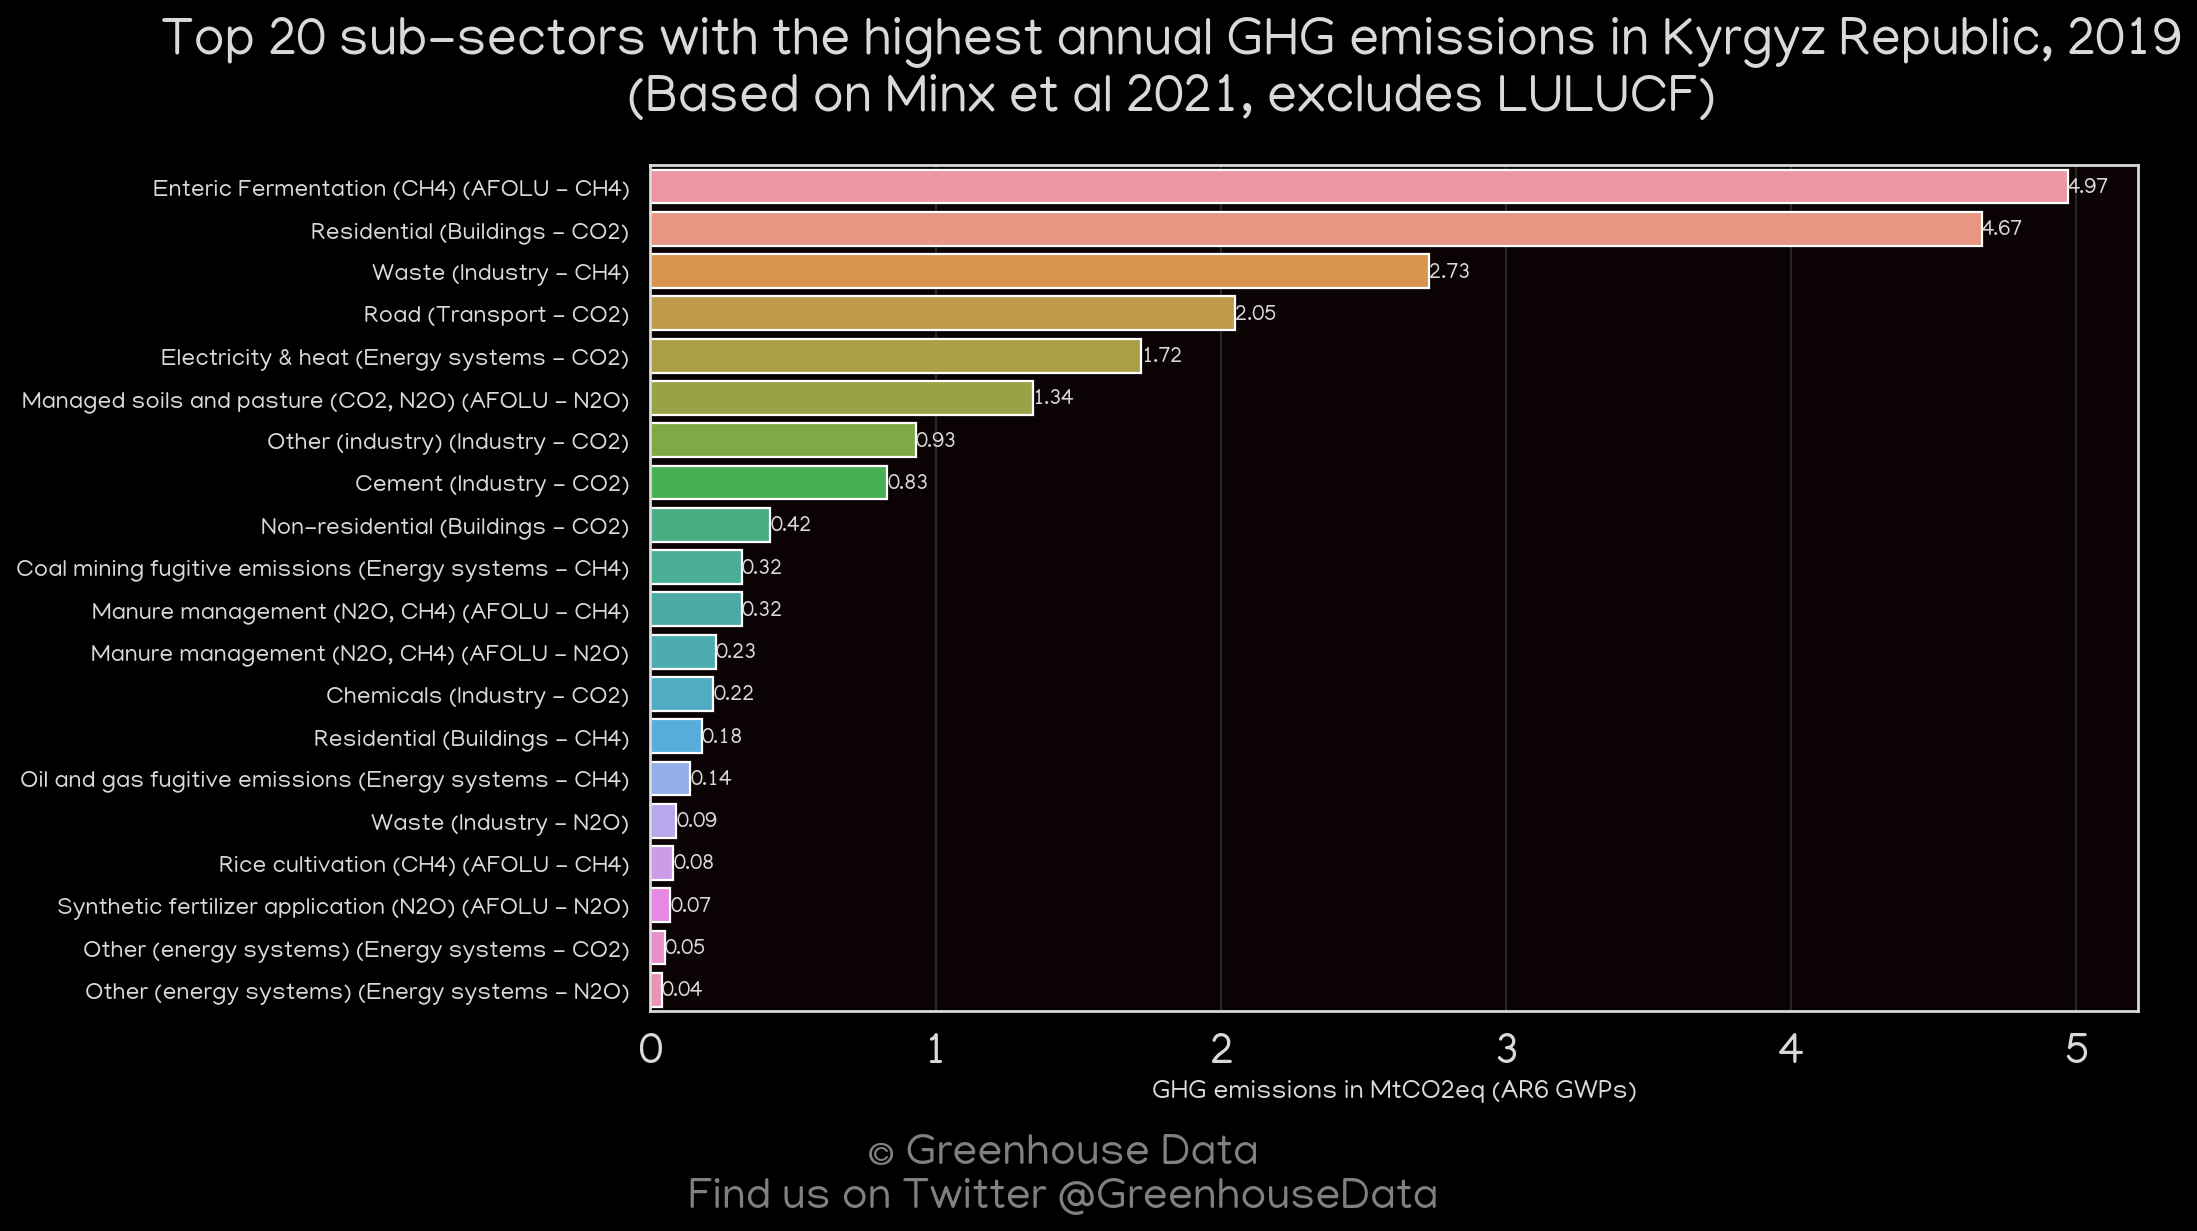 Top 20 sub-sectors with the highest annual GHG emissions in Kyrgyz Republic, 2019
(Based on Minx et al 2021, excludes LULUCF)
Enteric Fermentation (CH4) (AFOLU - CH4) 4.97
Residential (Buildings - CO2) 4.67
Waste (Industry - CH4) 2.73
Road (Transport - CO2) 2.05
Electricity & heat (Energy systems - CO2) 1.72
Managed soils and pasture (CO2, N2O) (AFOLU - N2O) 1.34
Other (industry) (Industry - CO2) 0.93
Cement (Industry - CO2) 0.83
Non-residential (Buildings - CO2) 0.42
Coal mining fugitive emissions (Energy systems - CH4) 0.32
Manure management (N2O, CH4) (AFOLU - CH4) 0.32
Manure management (N2O, CH4) (AFOLU - N2O) 0.23
Chemicals (Industry - CO2) 0.22
Residential (Buildings - CH4) 0.18
Oil and gas fugitive emissions (Energy systems - CH4) 0.14
Waste (Industry - N2O) 0.09
Rice cultivation (CH4) (AFOLU - CH4) 0.08
Synthetic fertilizer application (N2O) (AFOLU - N2O) 0.07
Other (energy systems) (Energy systems - CO2) 0.05
Other (energy systems) (Energy systems - N2O) 0.04
0 1 2 3 4 5
GHG emissions in MtCO2eq (AR6 GWPs)
© Greenhouse Data
Find us on Twitter @GreenhouseData